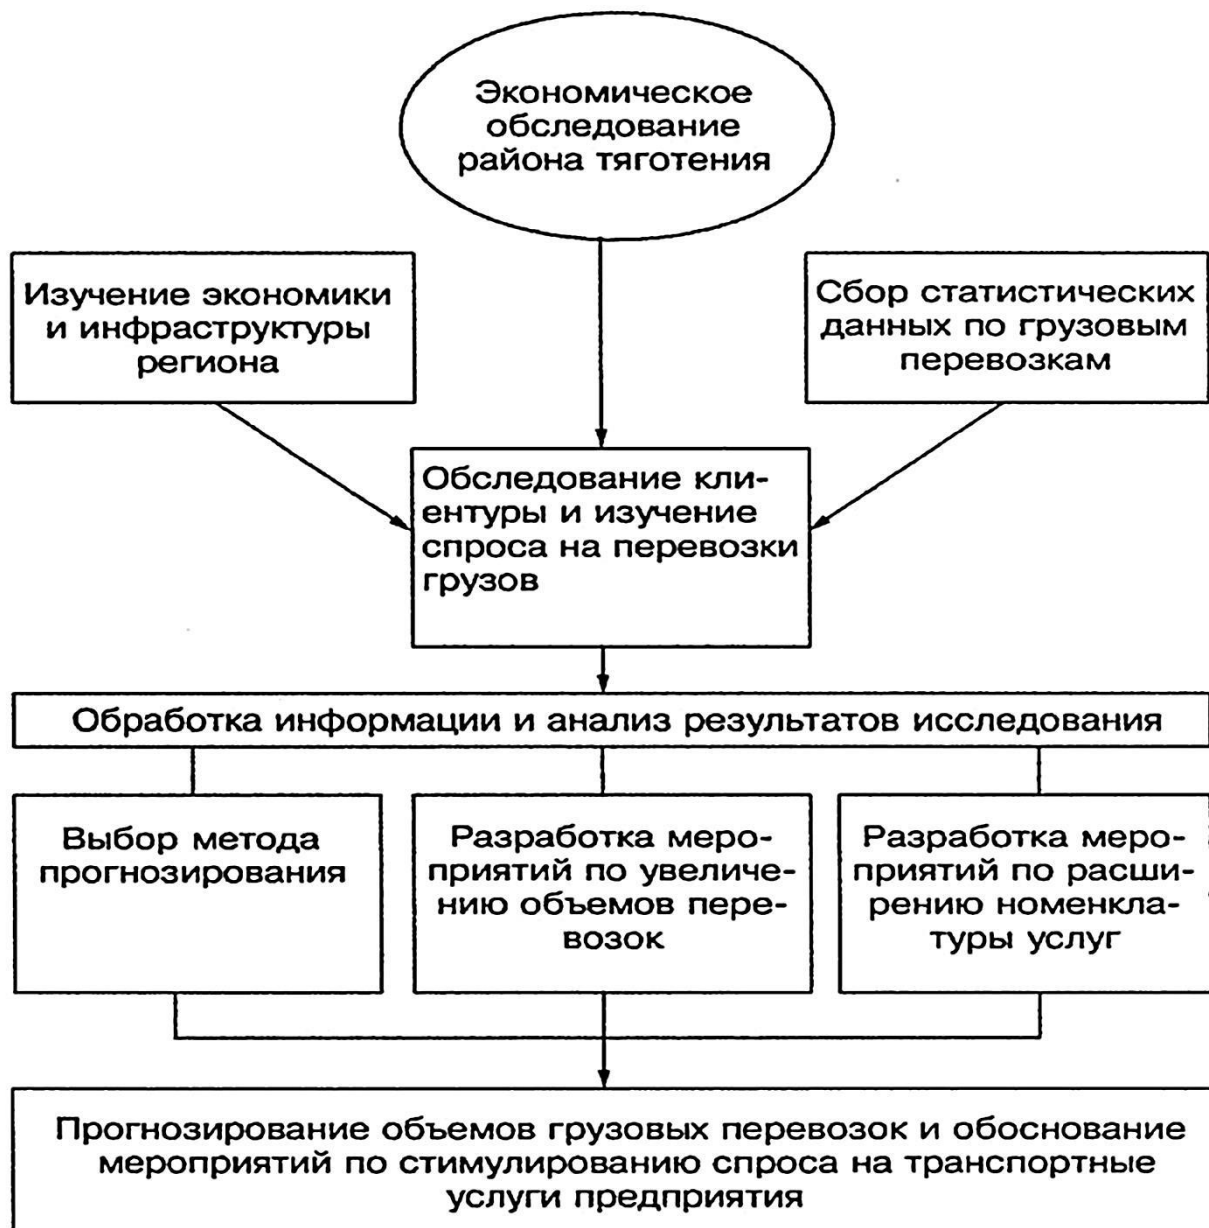 Экономическое
обследование
района тяготения
Изучение экономики
и инфраструктуры
региона
Сбор статистических
данных по грузовым
перевозкам
Обследование кли-
ентуры и изучение
спроса на перевозки
грузов
Обработка информации и анализ результатов исследования
Выбор метода
прогнозирования
Разработка меро-
приятий по увеличе-
нию объемов пере-
возок
Разработка меро-
приятий по расши-
рению номенкла-
туры услуг
Прогнозирование объемов грузовых перевозок и обоснование
мероприятий по стимулированию спроса на транспортные
услуги предприятия